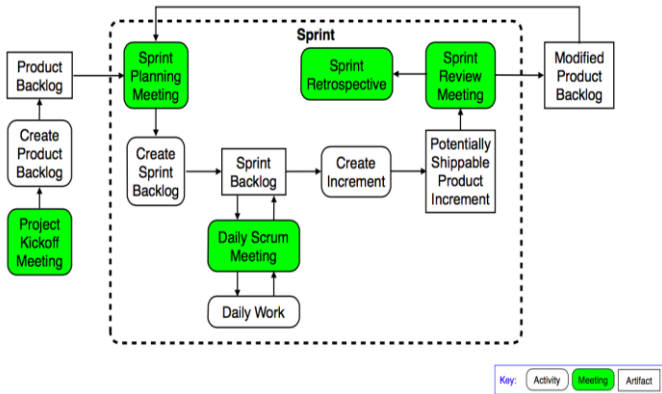 Sprint
Product
Backlog
Sprint
Planning
Meeting
Sprint
Retrospective
Sprint
Review
Meeting
Modified
Product
Backlog
Create
Product
Backlog
Create
Sprint
Backlog
Sprint
Backlog
Create
Increment
Potentially
Shippable
Product
Increment
Project
Kickoff
Meeting
Daily Scrum
Meeting
Daily Work
Key:
Activity
Meeting
Artifact